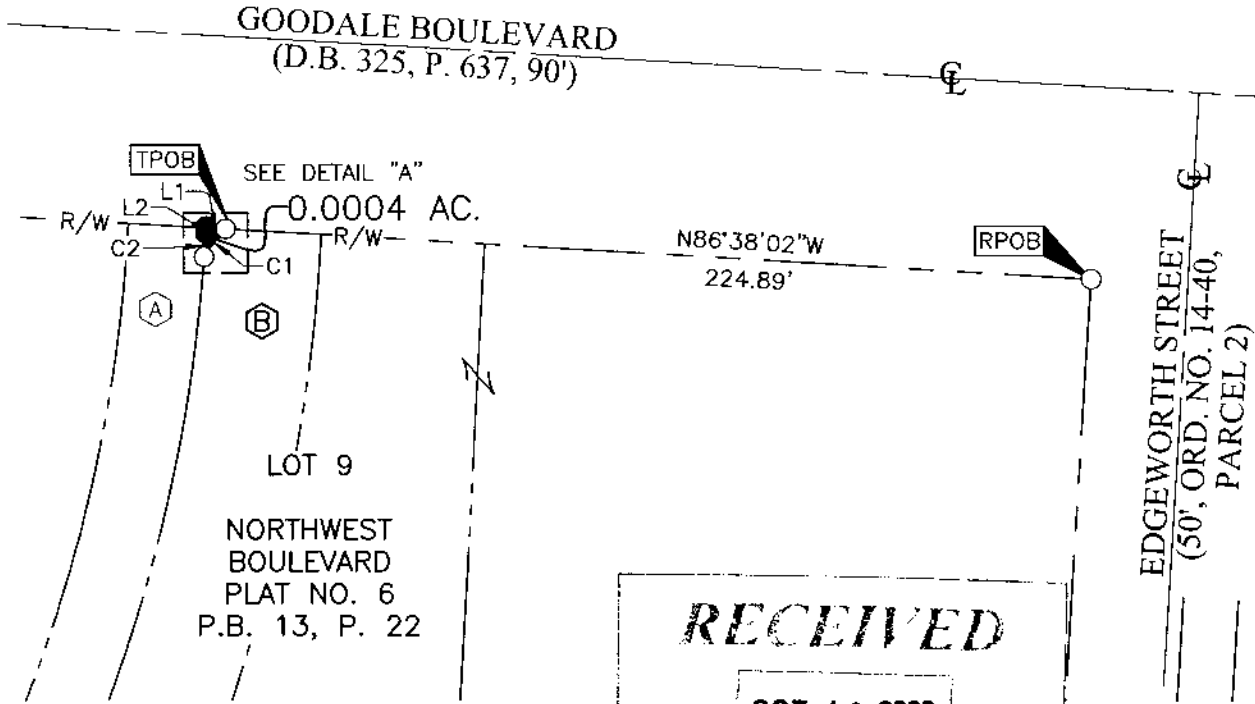 GOODALE BOULEVARD
(D.B. 325, P. 637, 90')
CL
TPOB
SEE DETAIL "A"
L1
L2
0.0004 AC.
R/W
R/W
C2
C1
N86°38'02"W
224.89'
RPOB
CL
A
B
EDGEWORTH STREET
(50', ORD. NO. 14-40,
PARCEL 2)
LOT 9
NORTHWEST
BOULEVARD
PLAT NO. 6
P.B. 13, P. 22
RECEIVED